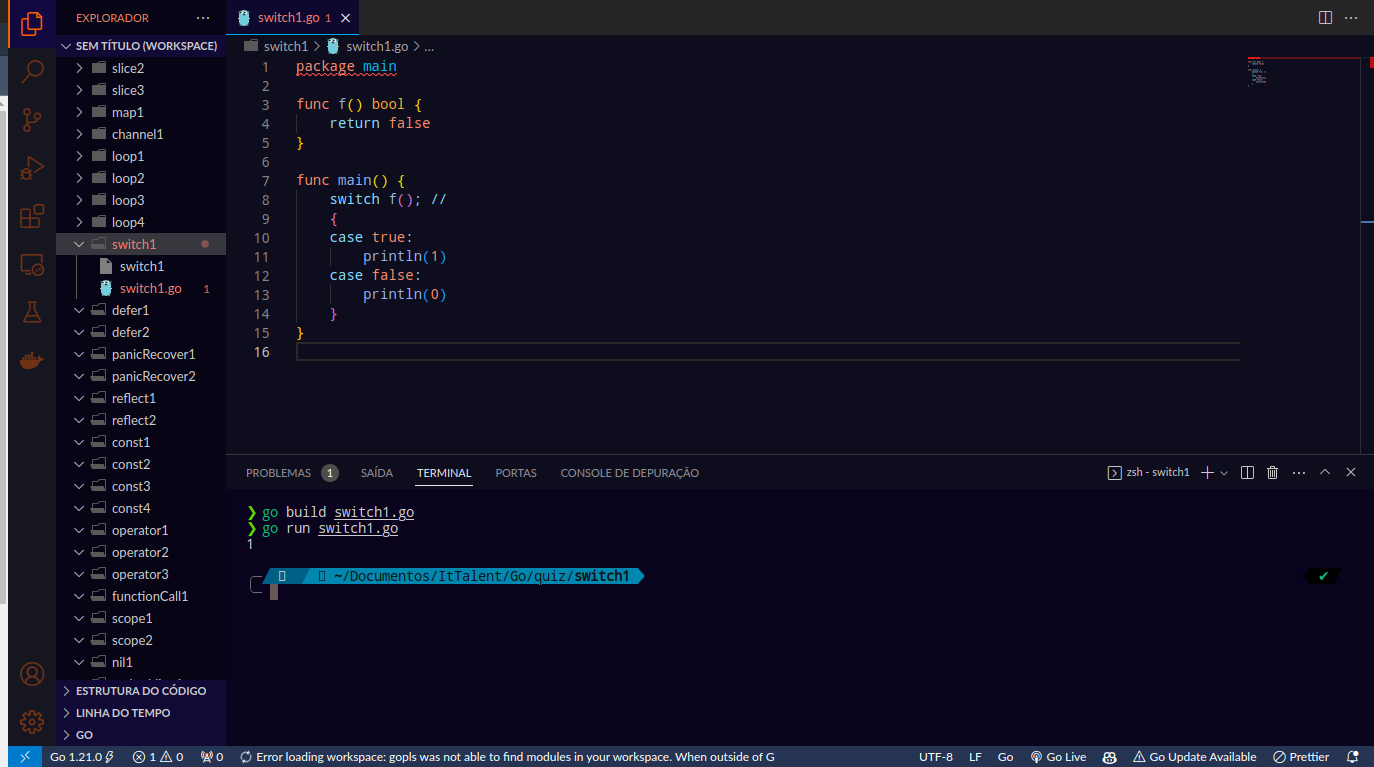 EXPLORADOR
SEM TÍTULO (WORKSPACE)
slice2
slice3
map1
channel1
loop1
loop2
loop3
loop4
switch1
switch1
switch1.go 1
defer1
defer2
panicRecover1
panicRecover2
reflect1
reflect2
const1
const2
const3
const4
operator1
operator2
operator3
functionCall1
scope1
scope2
nil1
ESTRUTURA DO CÓDIGO
LINHA DO TEMPO
GO
switch1.go 1
switch1 > switch1.go > ...
1 package main
2
3 func f() bool {
4 return false
5 }
6
7 func main() {
8 switch f(); //
9 {
10 case true:
11 println(1)
12 case false:
13 println(0)
14 }
15 }
16
PROBLEMAS 1 SAÍDA TERMINAL PORTAS CONSOLE DE DEPURAÇÃO
zsh - switch1
❯ go build switch1.go
❯ go run switch1.go
1
~/Documentos/ItTalent/Go/quiz/switch1 ✔
Go 1.21.0 1 0 0 Error loading workspace: gopls was not able to find modules in your workspace. When outside of G UTF-8 LF Go Go Live Go Update Available Prettier